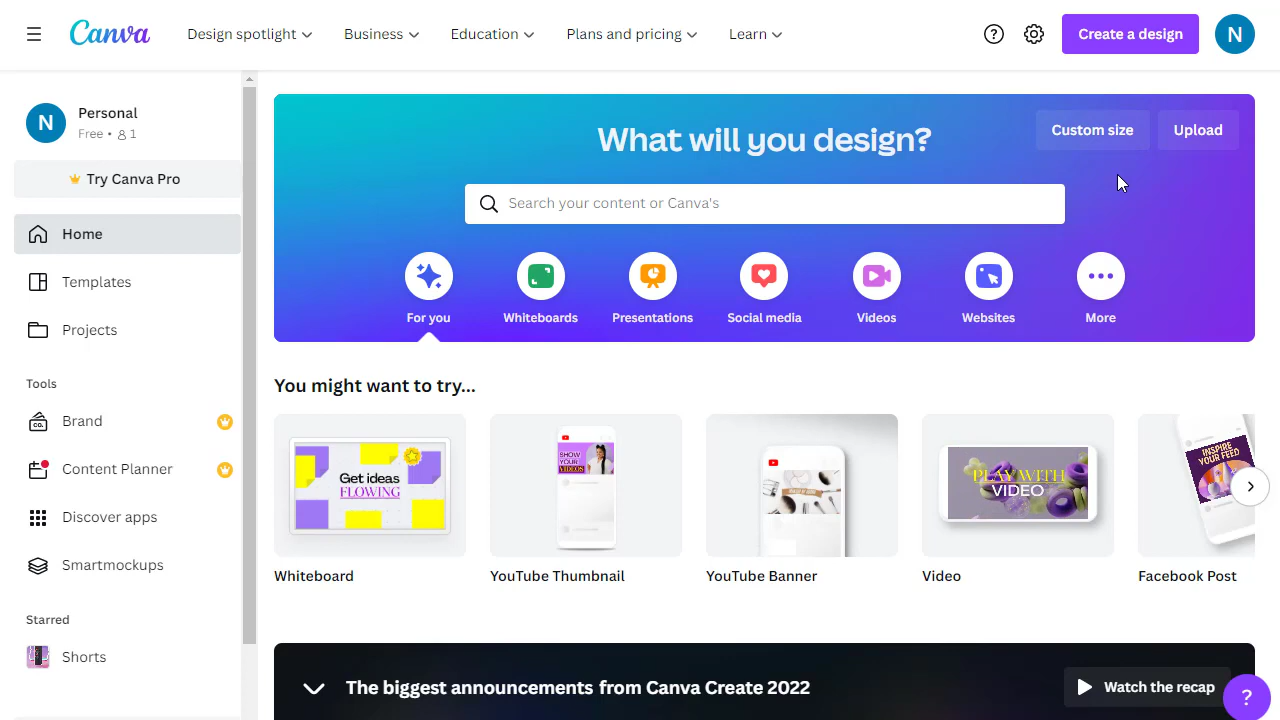 Canva
Design spotlight
Business
Education
Plans and pricing
Learn
Create a design
N
N
Personal
Free • 1
Try Canva Pro
Home
Templates
Projects
Tools
Brand
Content Planner
Discover apps
Smartmockups
Starred
Shorts
What will you design?
Custom size
Upload
Search your content or Canva's
For you
Whiteboards
Presentations
Social media
Videos
Websites
More
You might want to try...
Get ideas
FLOWING
Whiteboard
SHOW
YOUR
VIDEOS
YouTube Thumbnail
YouTube Banner
PLAY WITH
VIDEO
Video
INSPIRE
YOUR FEED
Facebook Post
The biggest announcements from Canva Create 2022
Watch the recap
?